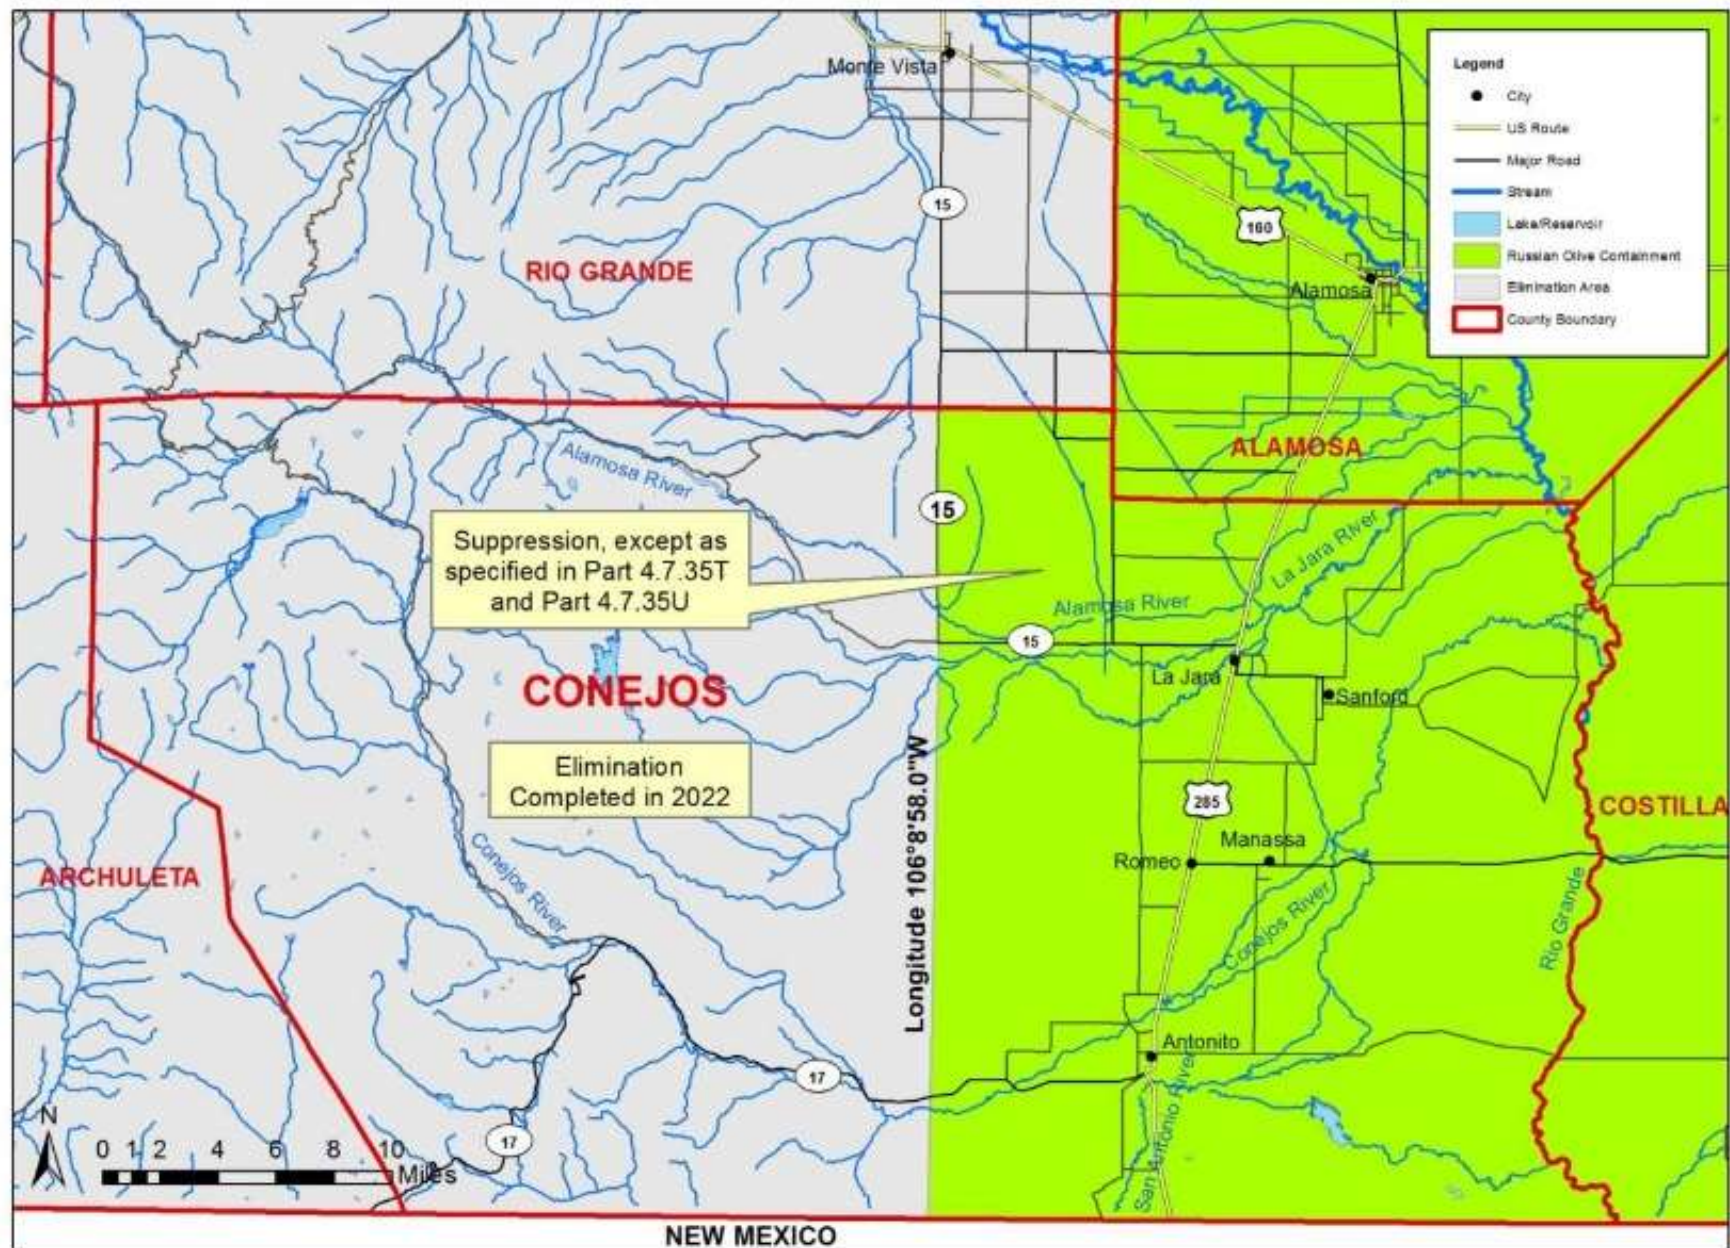 Monte Vista
Legend
City
US Route
Major Road
Stream
Lake/Reservoir
Russian Olive Containment
Elimination Area
County Boundary
15
160
RIO GRANDE
Alamosa
ALAMOSA
Alamosa River
15
Suppression, except as
specified in Part 4.7.35T
and Part 4.7.35U
La Jara River
Alamosa River
15
La Jara
Sanford
CONEJOS
Elimination
Completed in 2022
Longitude 106°8'58.0"W
285
COSTILLA
Manassa
Romeo
ARCHULETA
Conejos River
Conejos River
Rio Grande
Antonito
17
San Antonio River
N
0 1 2 4 6 8 10
Miles
17
NEW MEXICO